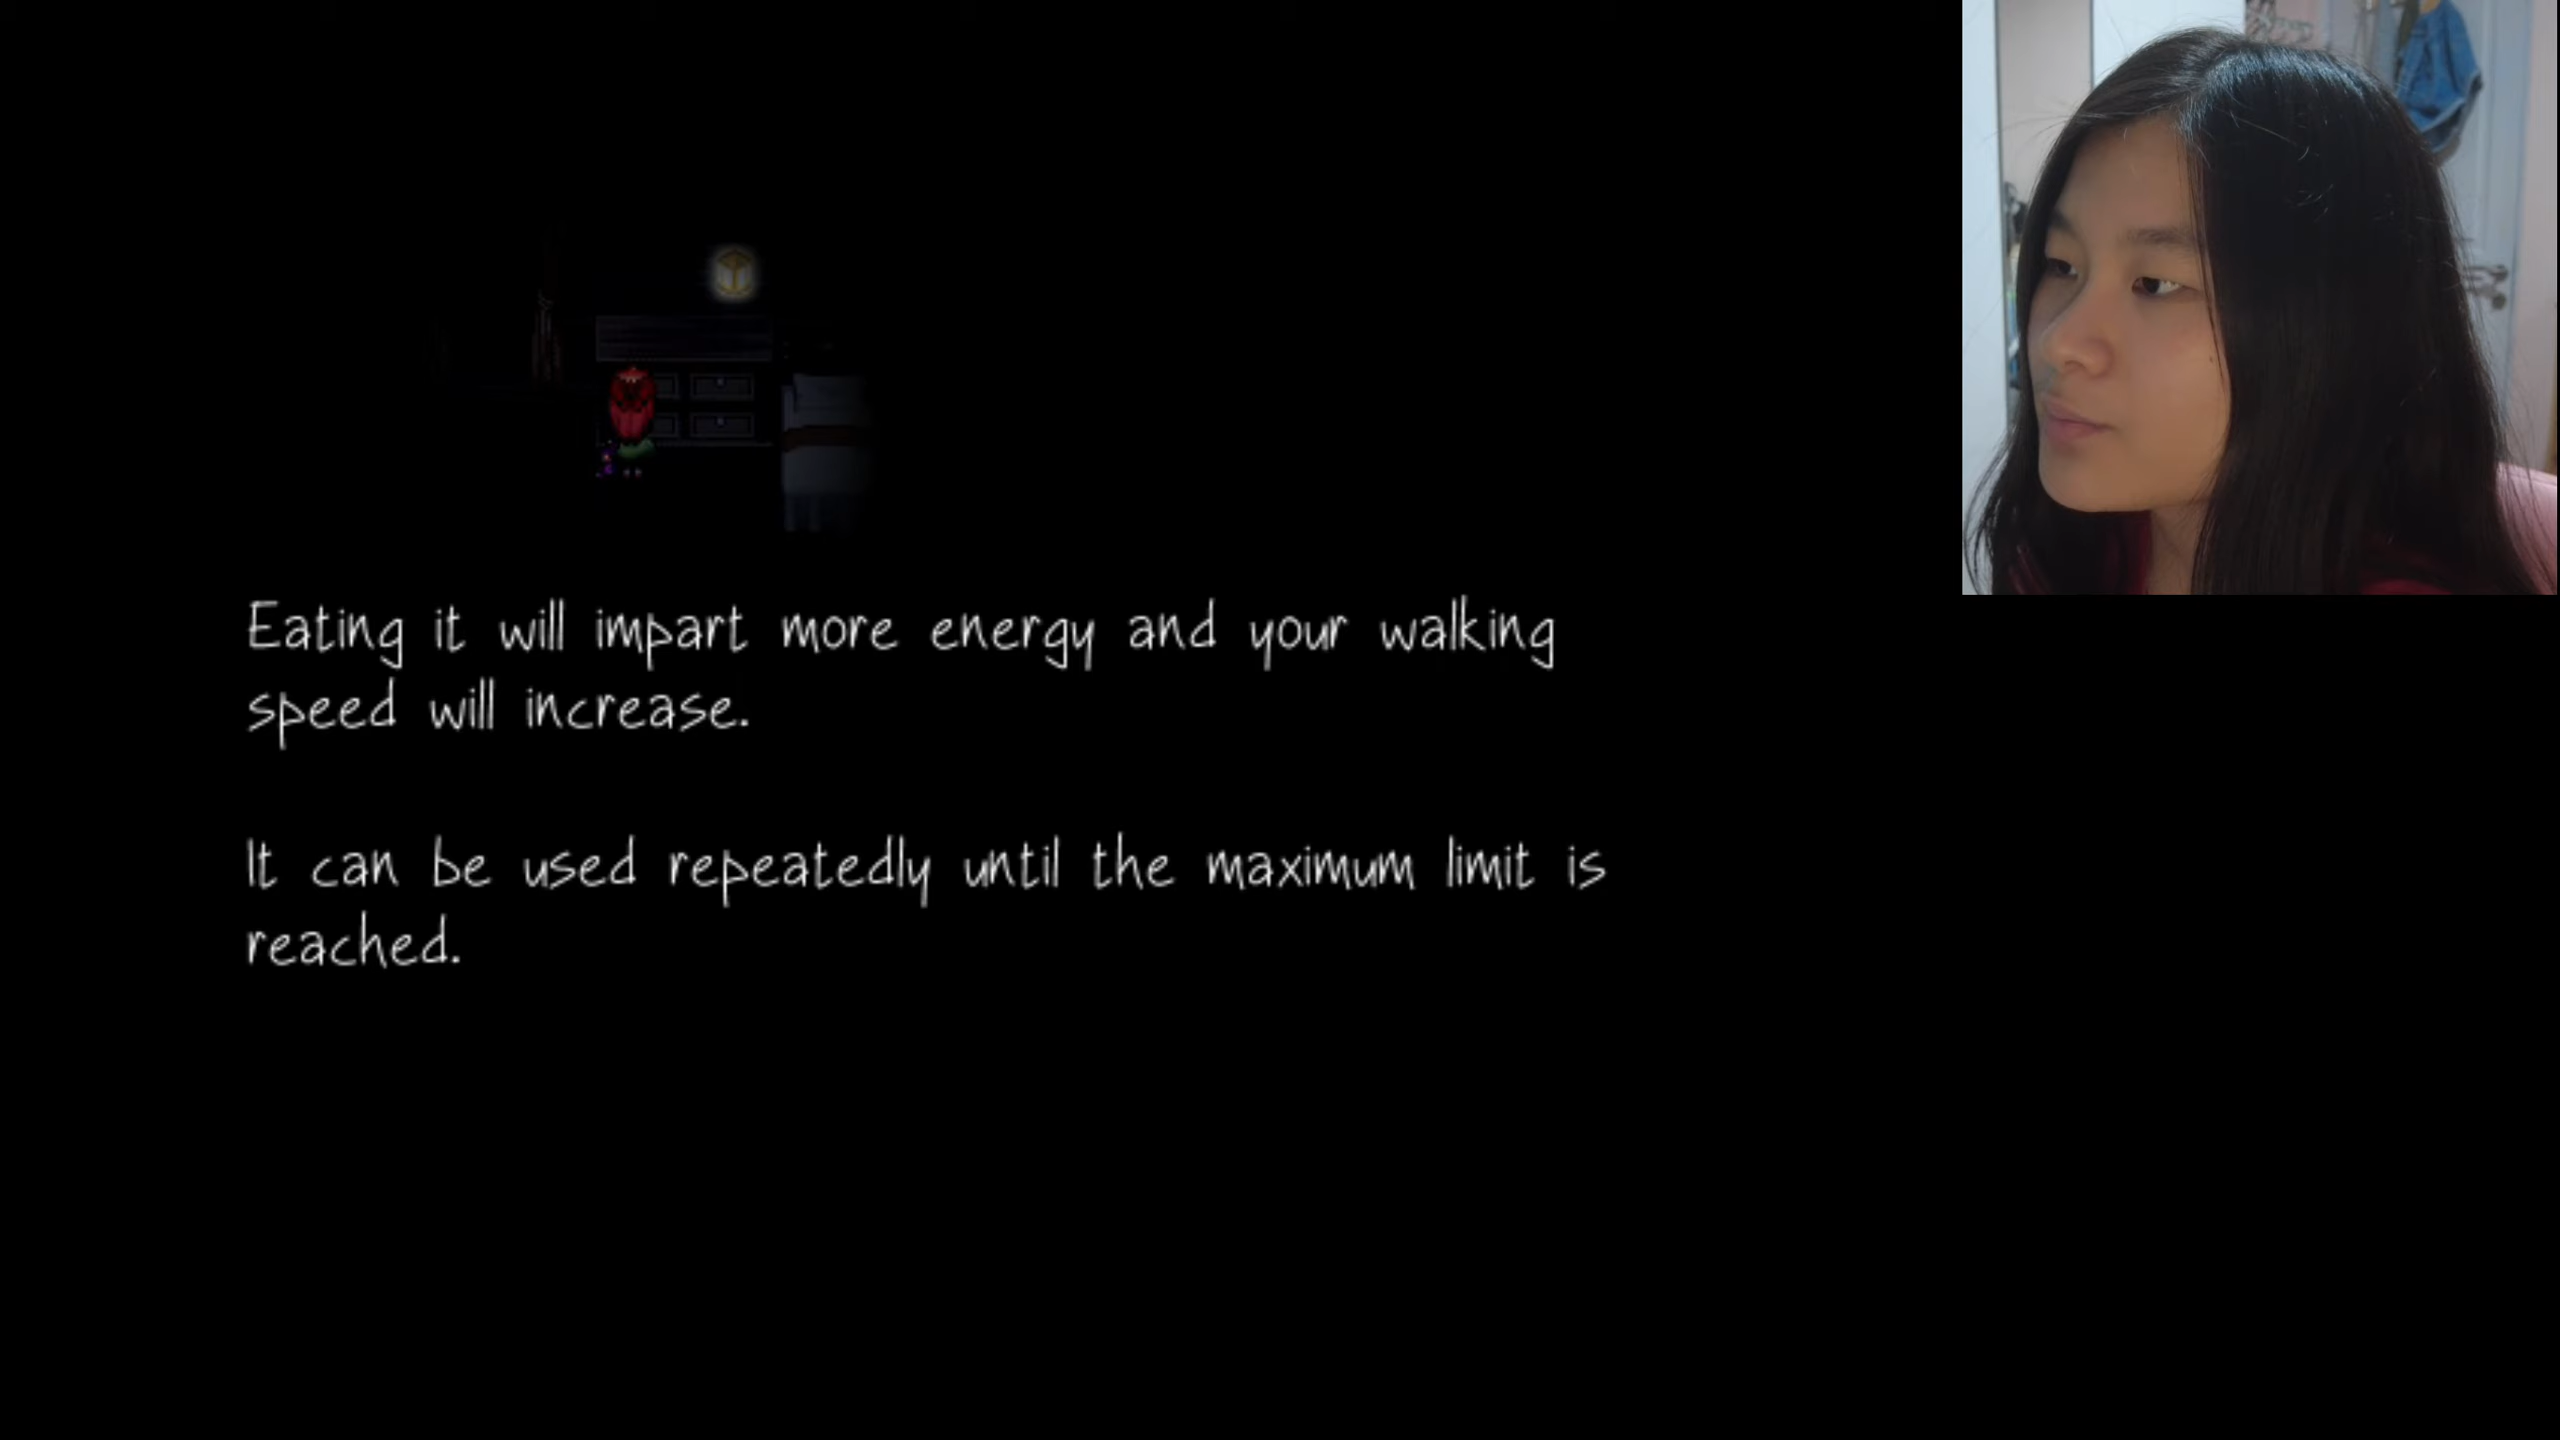 Eating it will impart more energy and your walking
speed will increase.
It can be used repeatedly until the maximum limit is
reached.